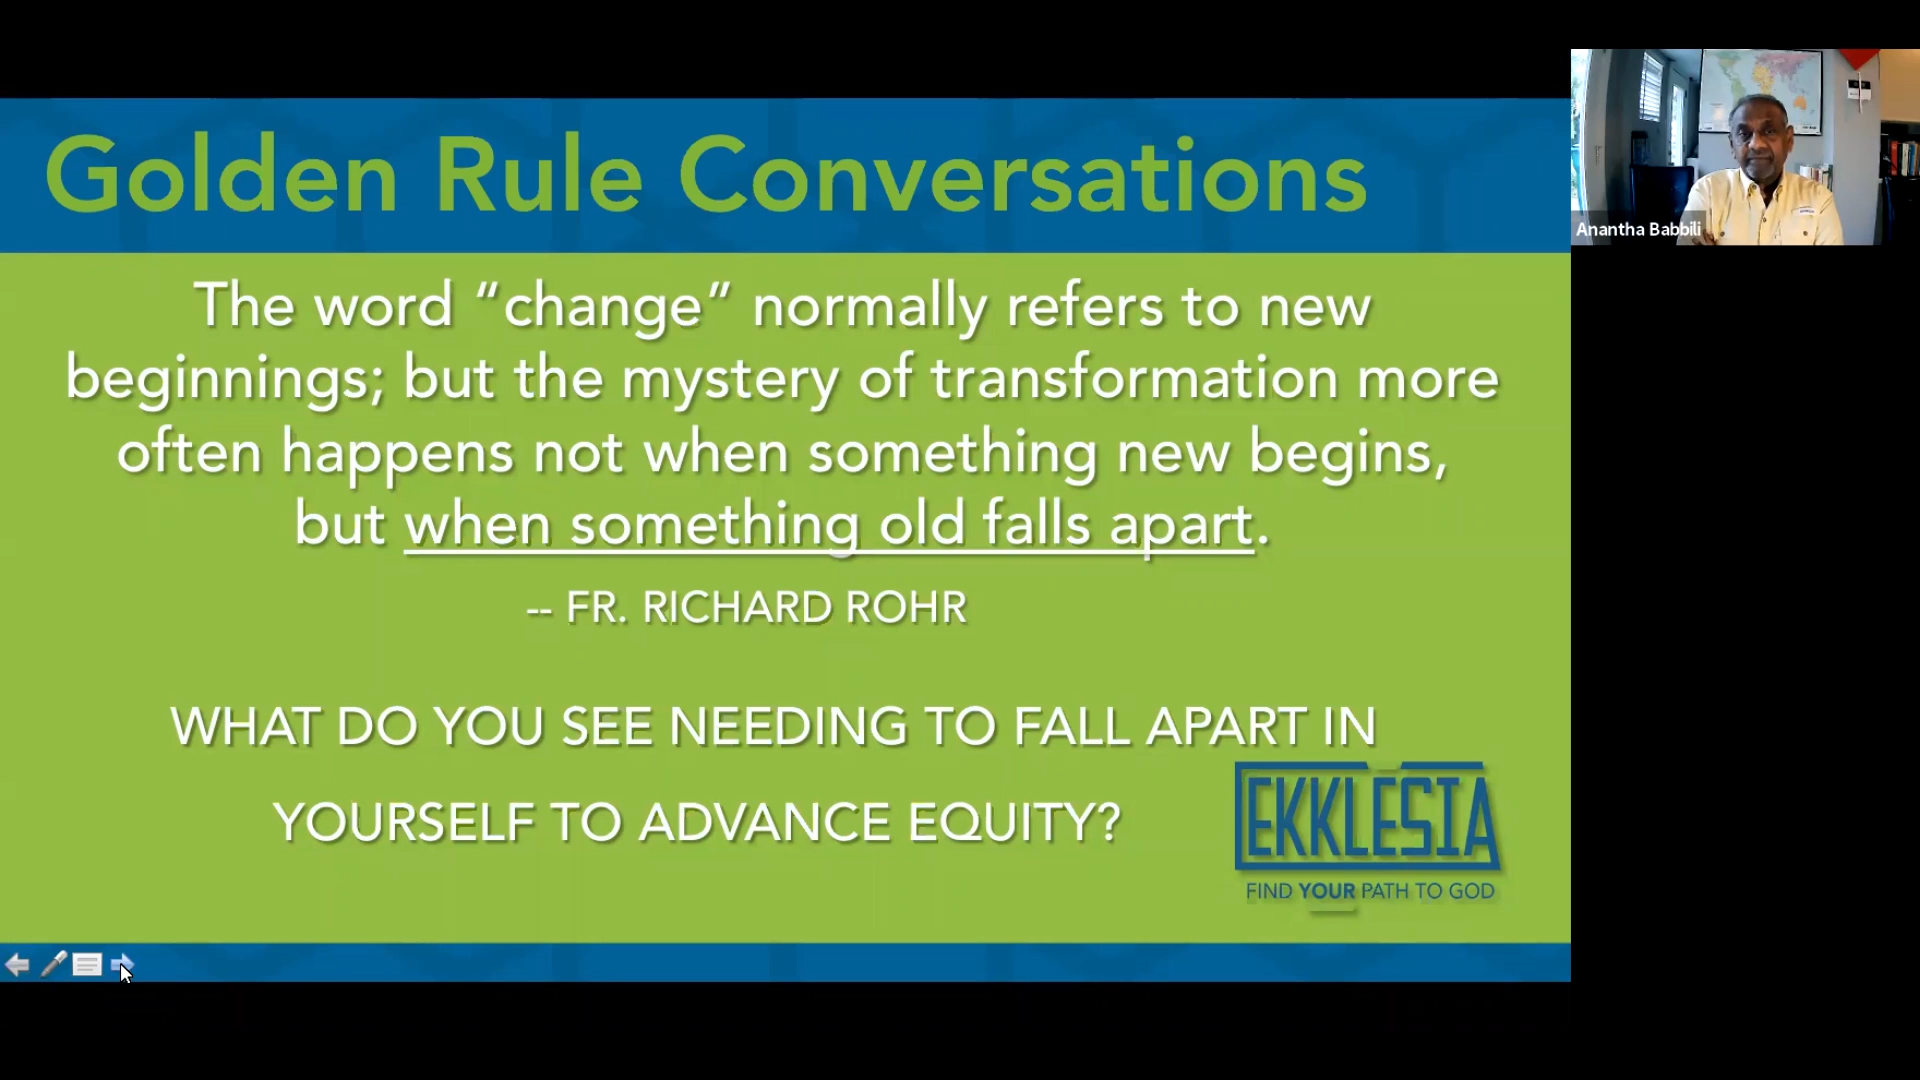 Golden Rule Conversations
The word “change” normally refers to new
beginnings; but the mystery of transformation more
often happens not when something new begins,
but when something old falls apart.
-- FR. RICHARD ROHR
WHAT DO YOU SEE NEEDING TO FALL APART IN
YOURSELF TO ADVANCE EQUITY?
EKKLESIA
FIND YOUR PATH TO GOD
Anantha Babbili